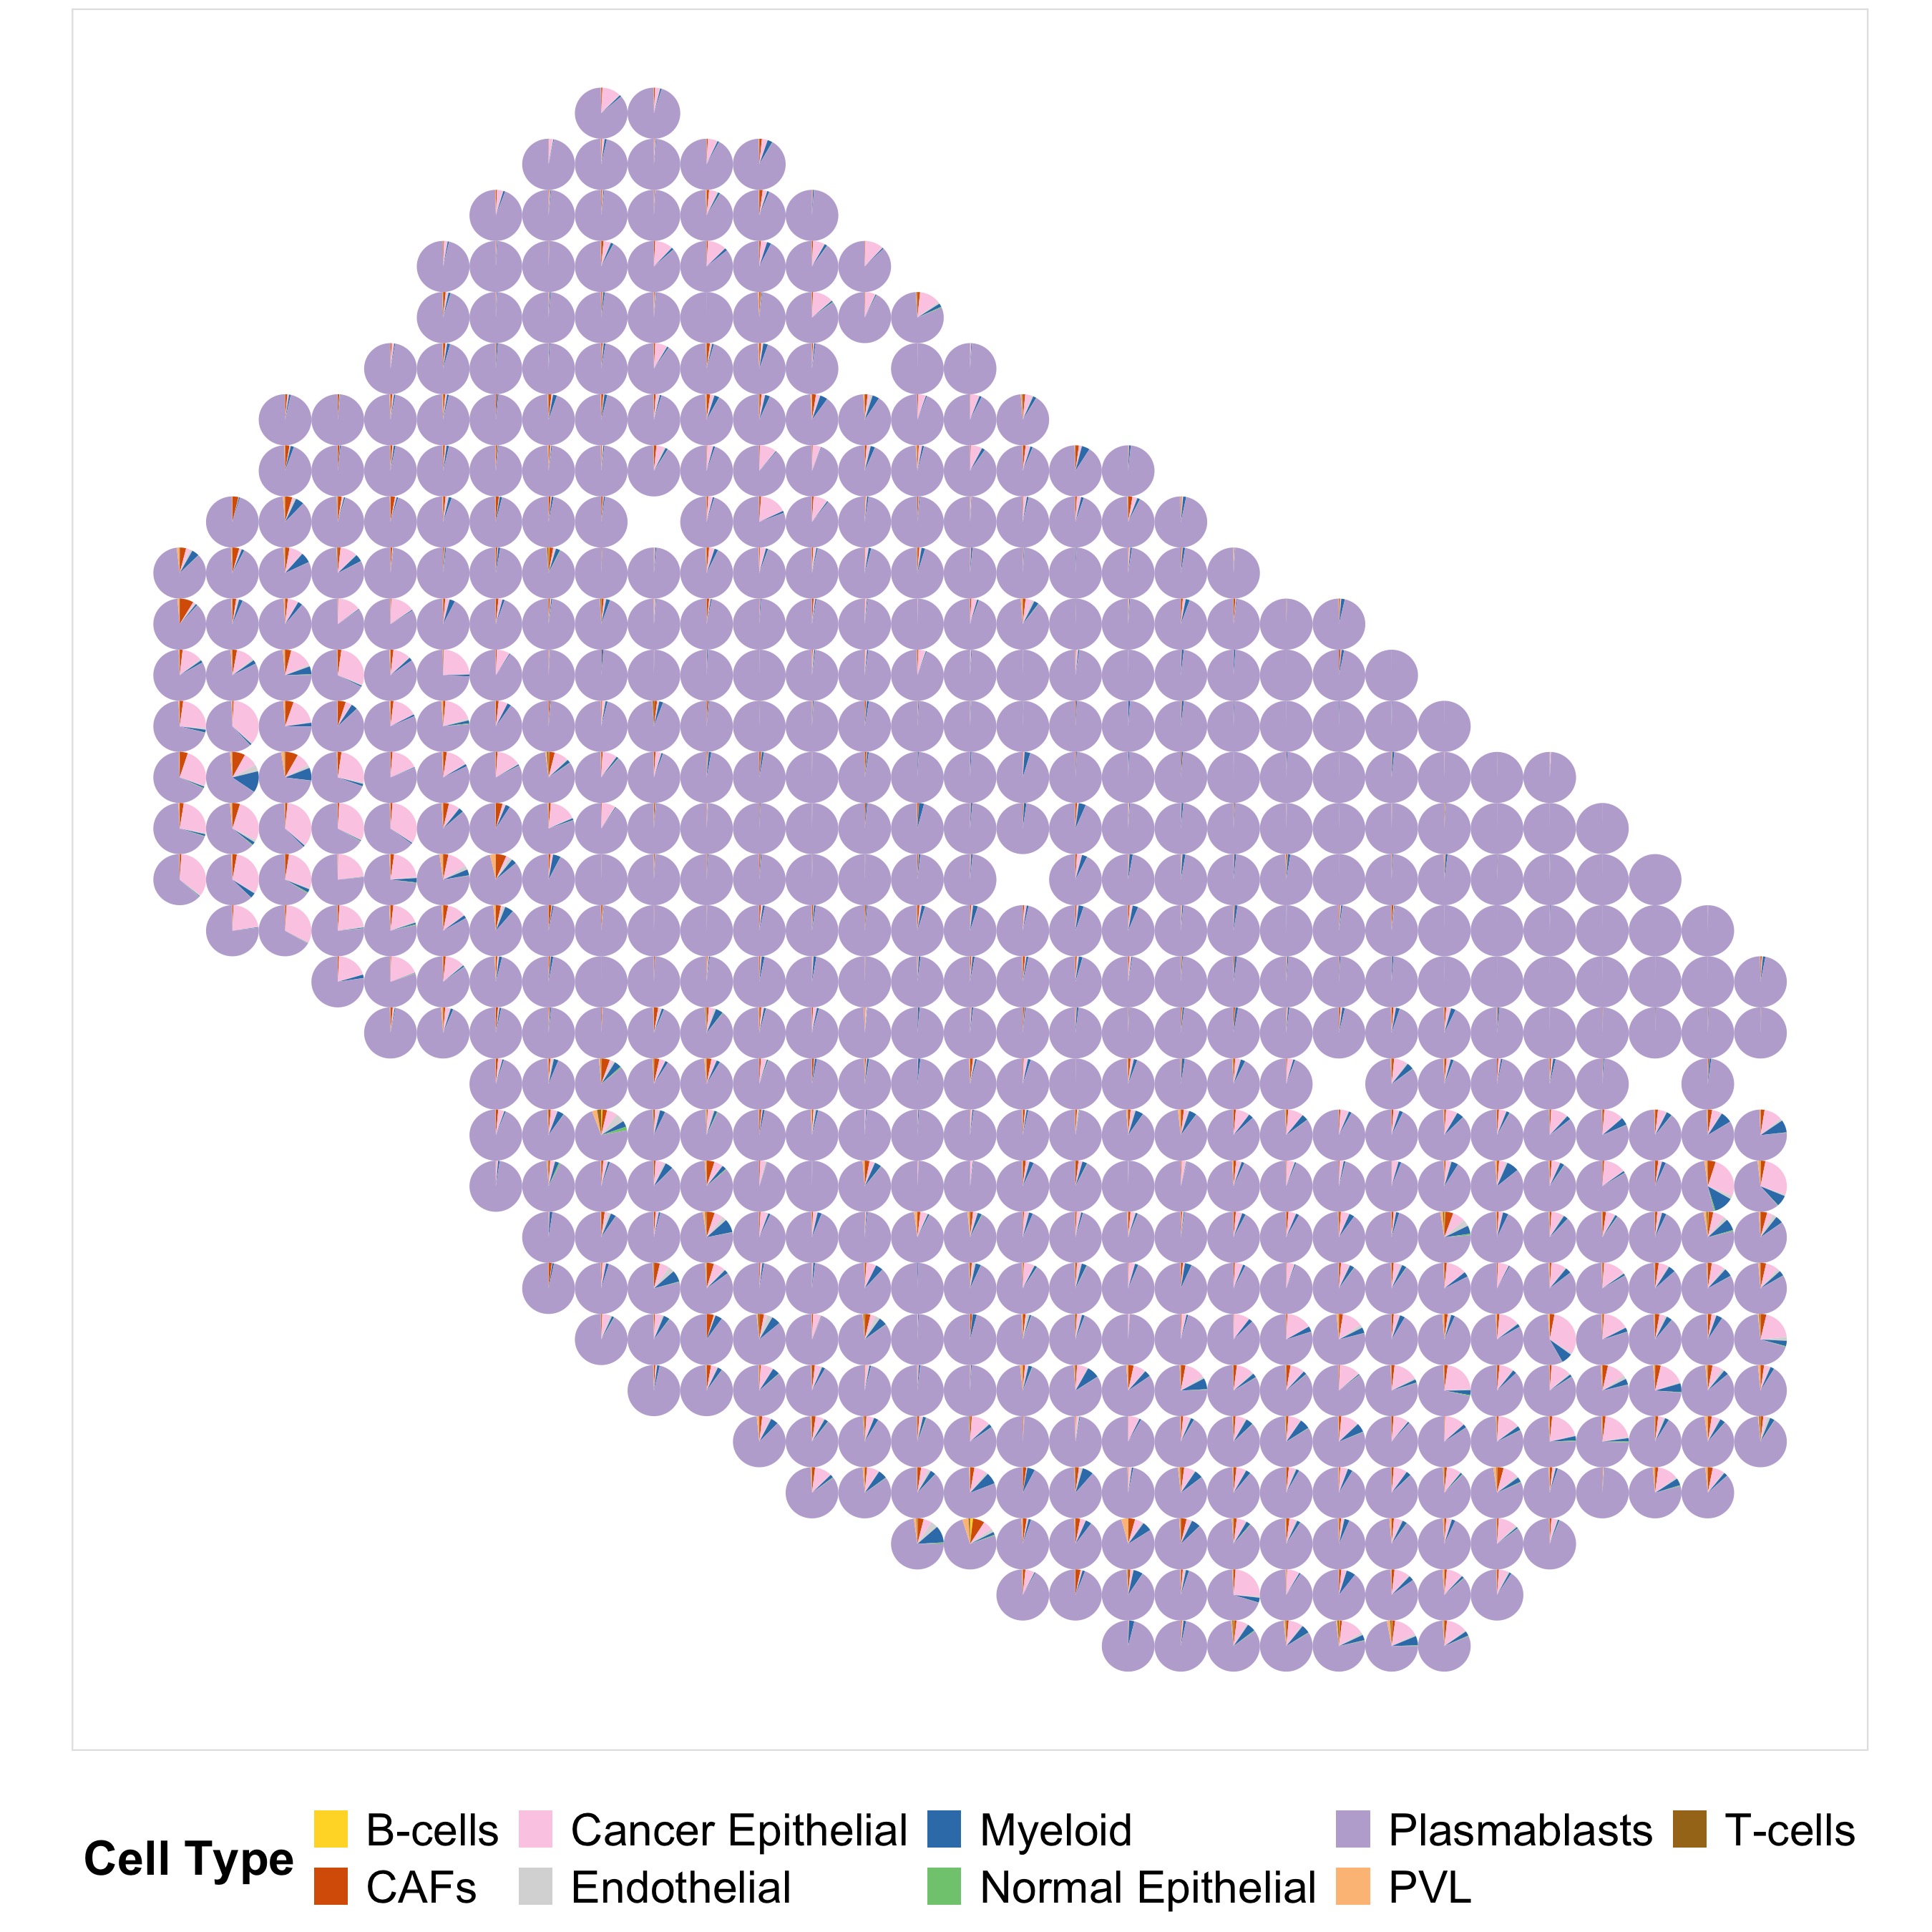 Cell Type
B-cells Cancer Epithelial Myeloid Plasmablasts T-cells
CAFs Endothelial Normal Epithelial PVL